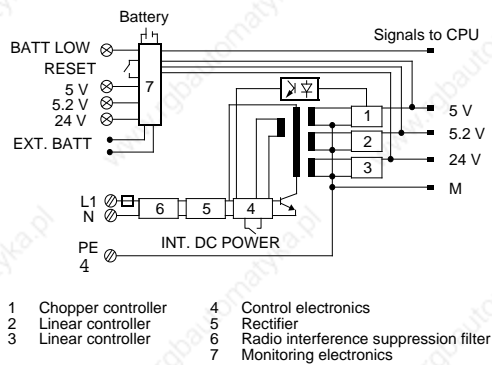 Battery
Signals to CPU
BATT LOW
RESET
7
5 V
5.2 V
24 V
EXT. BATT
1
5 V
2
5.2 V
3
24 V
M
L1
N
6
5
4
INT. DC POWER
PE
4
1 Chopper controller
2 Linear controller
3 Linear controller
4 Control electronics
5 Rectifier
6 Radio interference suppression filter
7 Monitoring electronics